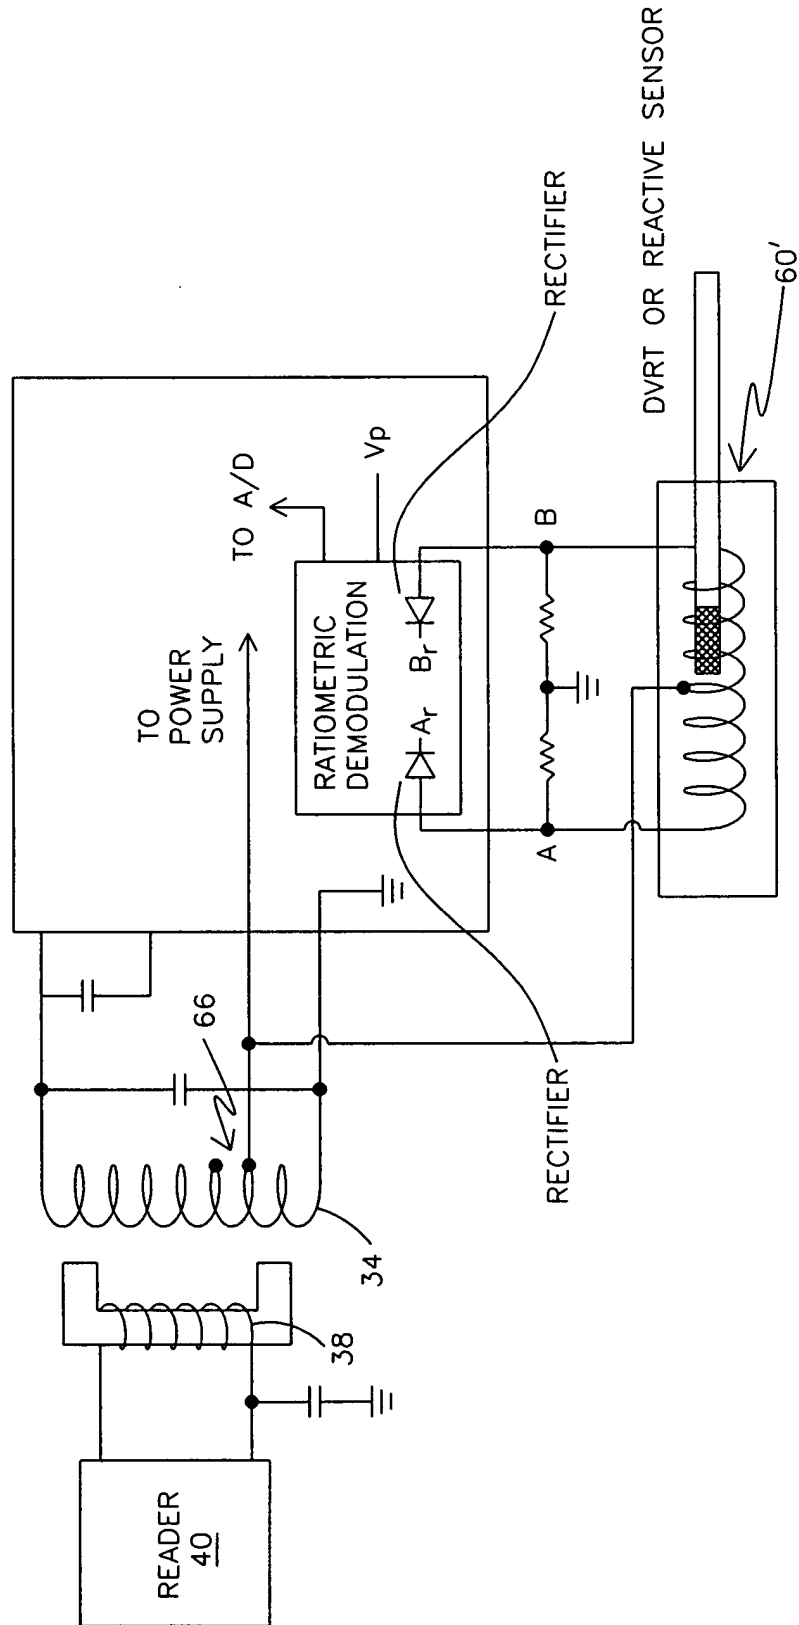 READER
40
38
34
66
TO
POWER
SUPPLY
TO A/D
RATIOMETRIC
DEMODULATION
Vp
Ar
Br
RECTIFIER
RECTIFIER
A
B
DVRT OR REACTIVE SENSOR
60'